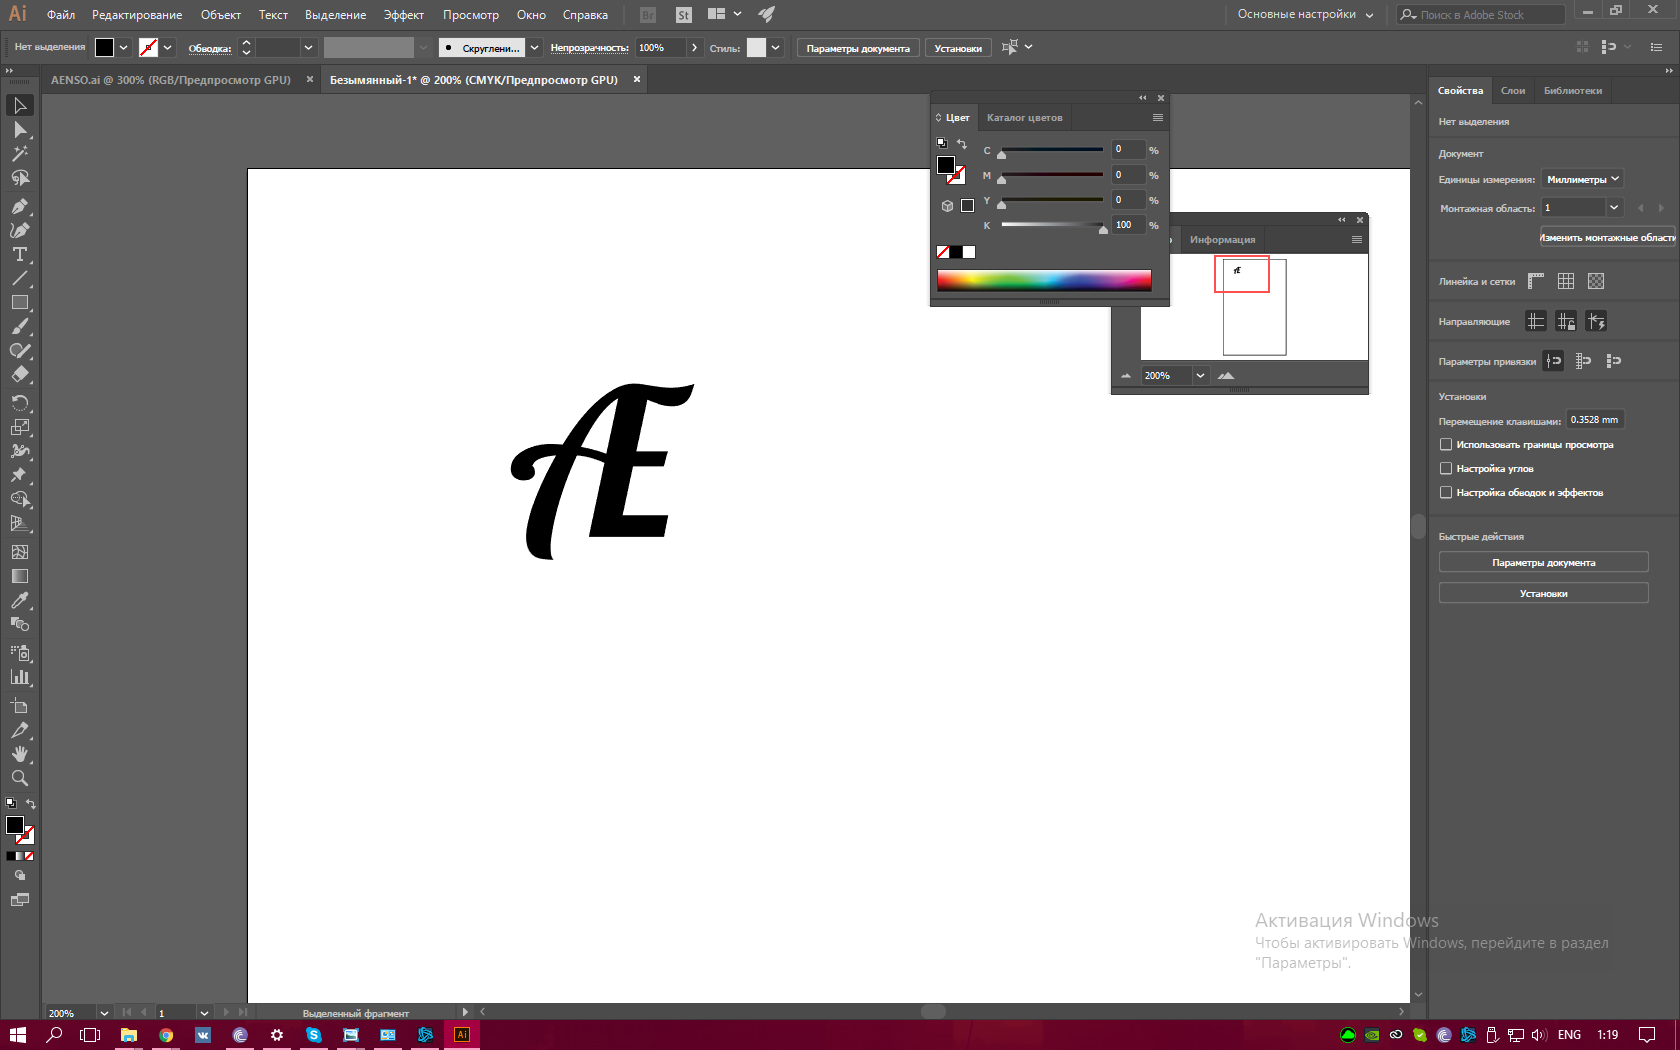 Ai Файл Редактирование Объект Текст Выделение Эффект Просмотр Окно Справка Br St Основные настройки Поиск в Adobe Stock
Нет выделения Обводка: Скруглени... Непрозрачность: 100% Стиль: Параметры документа Установки
AENSO.ai @ 300% (RGB/Предпросмотр GPU) × Безымянный-1* @ 200% (CMYK/Предпросмотр GPU) ×
Цвет Каталог цветов
C 0 %
M 0 %
Y 0 %
K 100 %
Информация
Æ
200%
Æ
Свойства Слои Библиотеки
Нет выделения
Документ
Единицы измерения: Миллиметры
Монтажная область: 1
Изменить монтажные области
Линейка и сетки
Направляющие
Параметры привязки
Установки
Перемещение клавишами: 0.3528 mm
Использовать границы просмотра
Настройка углов
Настройка обводок и эффектов
Быстрые действия
Параметры документа
Установки
Активация Windows
Чтобы активировать Windows, перейдите в раздел
"Параметры".
200% 1 Выделенный фрагмент
Ai ENG 1:19